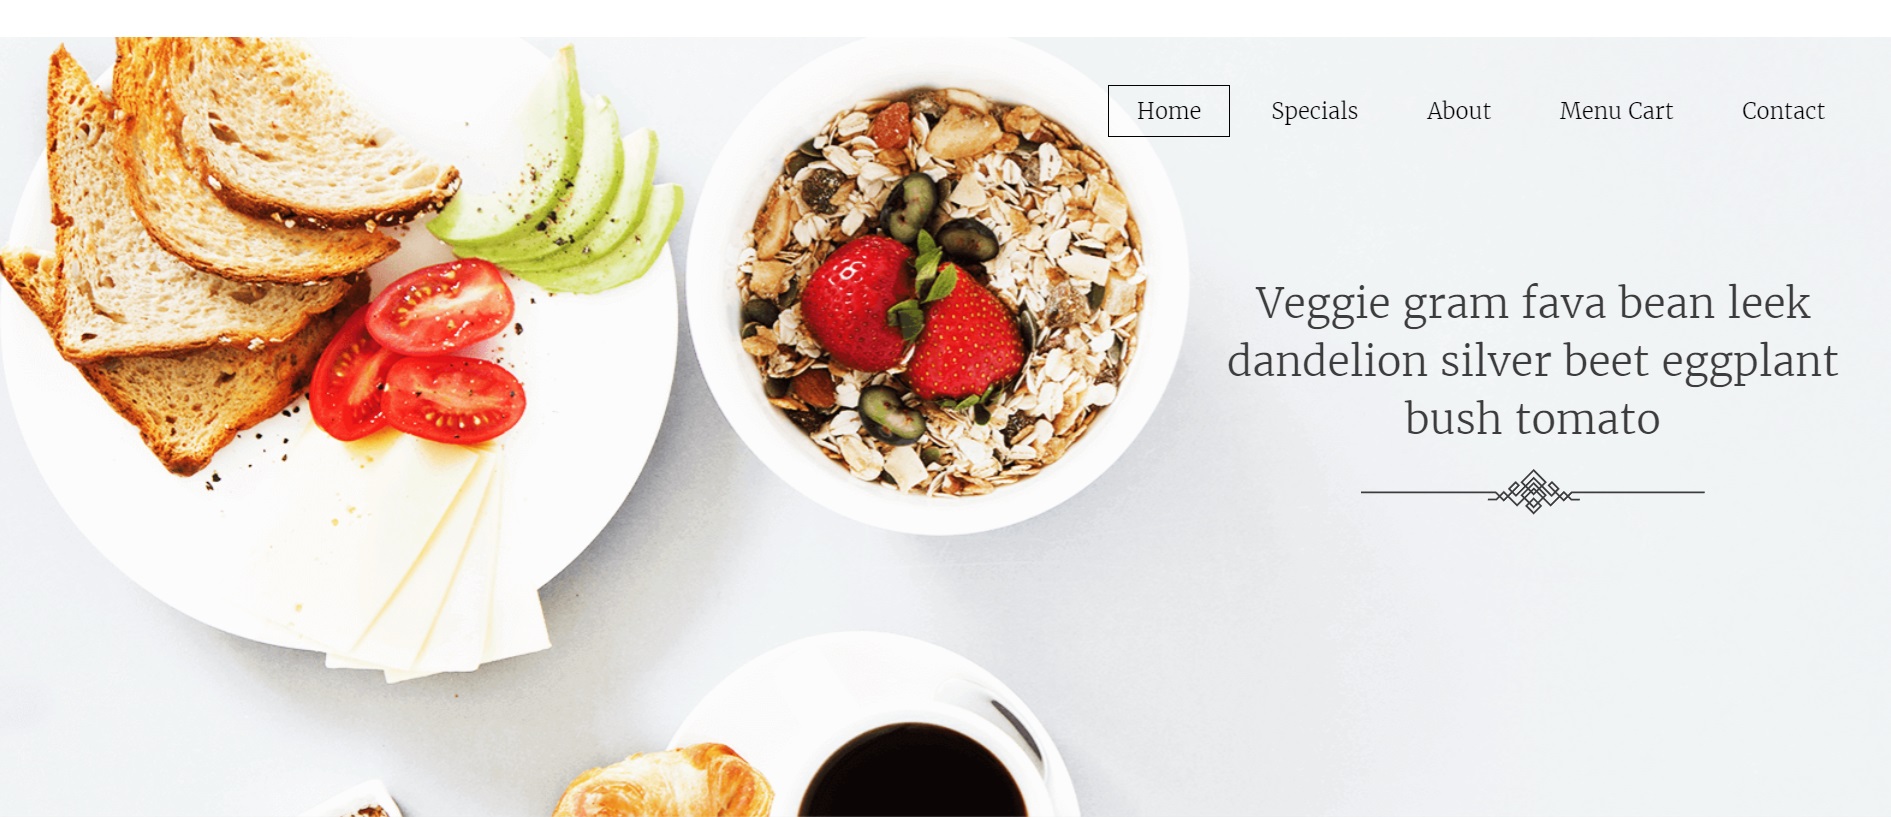 Home Specials About Menu Cart Contact
Veggie gram fava bean leek
dandelion silver beet eggplant
bush tomato